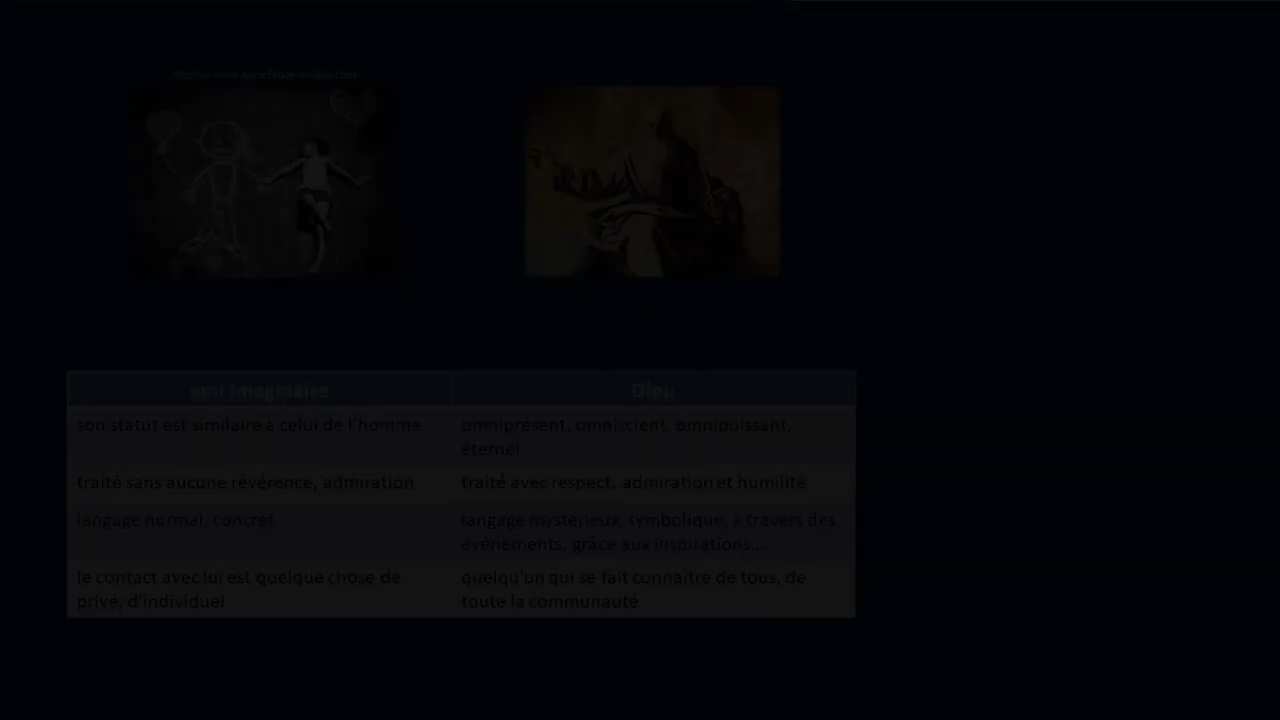 ami imaginaire
Dieu
son statut est similaire à celui de l'homme
omniprésent, omniscient, omnipuissant,
éternel
traité sans aucune révérence, admiration
traité avec respect, admiration et humilité
langage normal, concret
langage mystérieux, symbolique, à travers des
événements, grâce aux inspirations...
le contact avec lui est quelque chose de
privé, d'individuel
quelqu'un qui se fait connaître de tous, de
toute la communauté